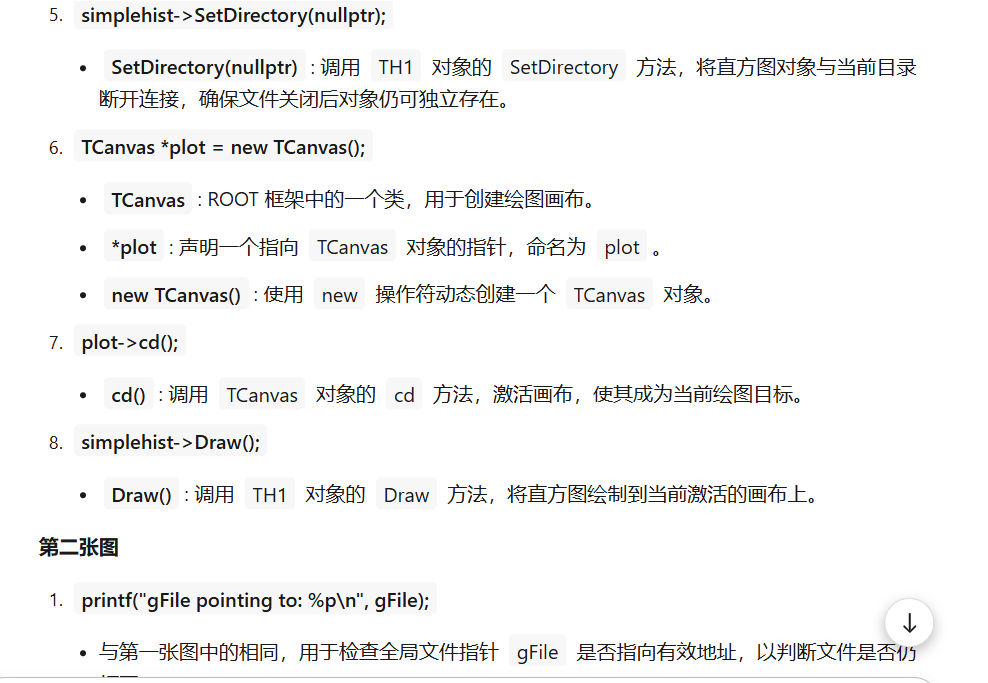 5. simplehist->SetDirectory(nullptr);
• SetDirectory(nullptr) : 调用 TH1 对象的 SetDirectory 方法，将直方图对象与当前目录
断开连接，确保文件关闭后对象仍可独立存在。
6. TCanvas *plot = new TCanvas();
• TCanvas : ROOT 框架中的一个类，用于创建绘图画布。
• *plot : 声明一个指向 TCanvas 对象的指针，命名为 plot 。
• new TCanvas() : 使用 new 操作符动态创建一个 TCanvas 对象。
7. plot->cd();
• cd() : 调用 TCanvas 对象的 cd 方法，激活画布，使其成为当前绘图目标。
8. simplehist->Draw();
• Draw() : 调用 TH1 对象的 Draw 方法，将直方图绘制到当前激活的画布上。
第二张图
1. printf("gFile pointing to: %p\n", gFile);
• 与第一张图中的相同，用于检查全局文件指针 gFile 是否指向有效地址，以判断文件是否仍